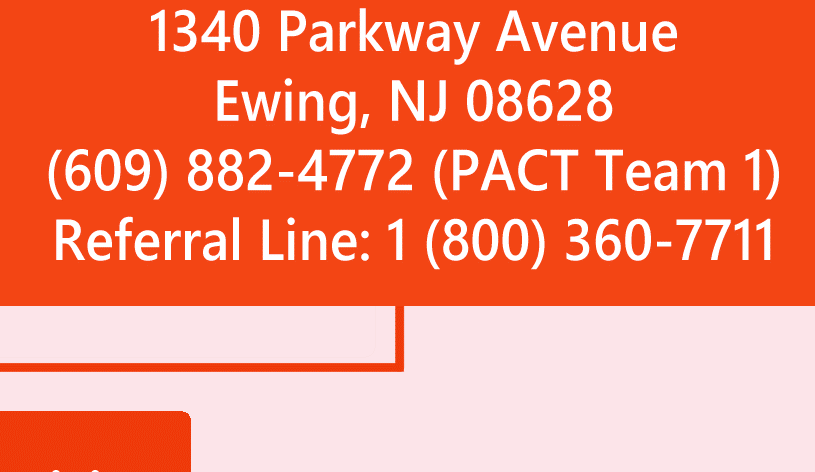 1340 Parkway Avenue
Ewing, NJ 08628
(609) 882-4772 (PACT Team 1)
Referral Line: 1 (800) 360-7711